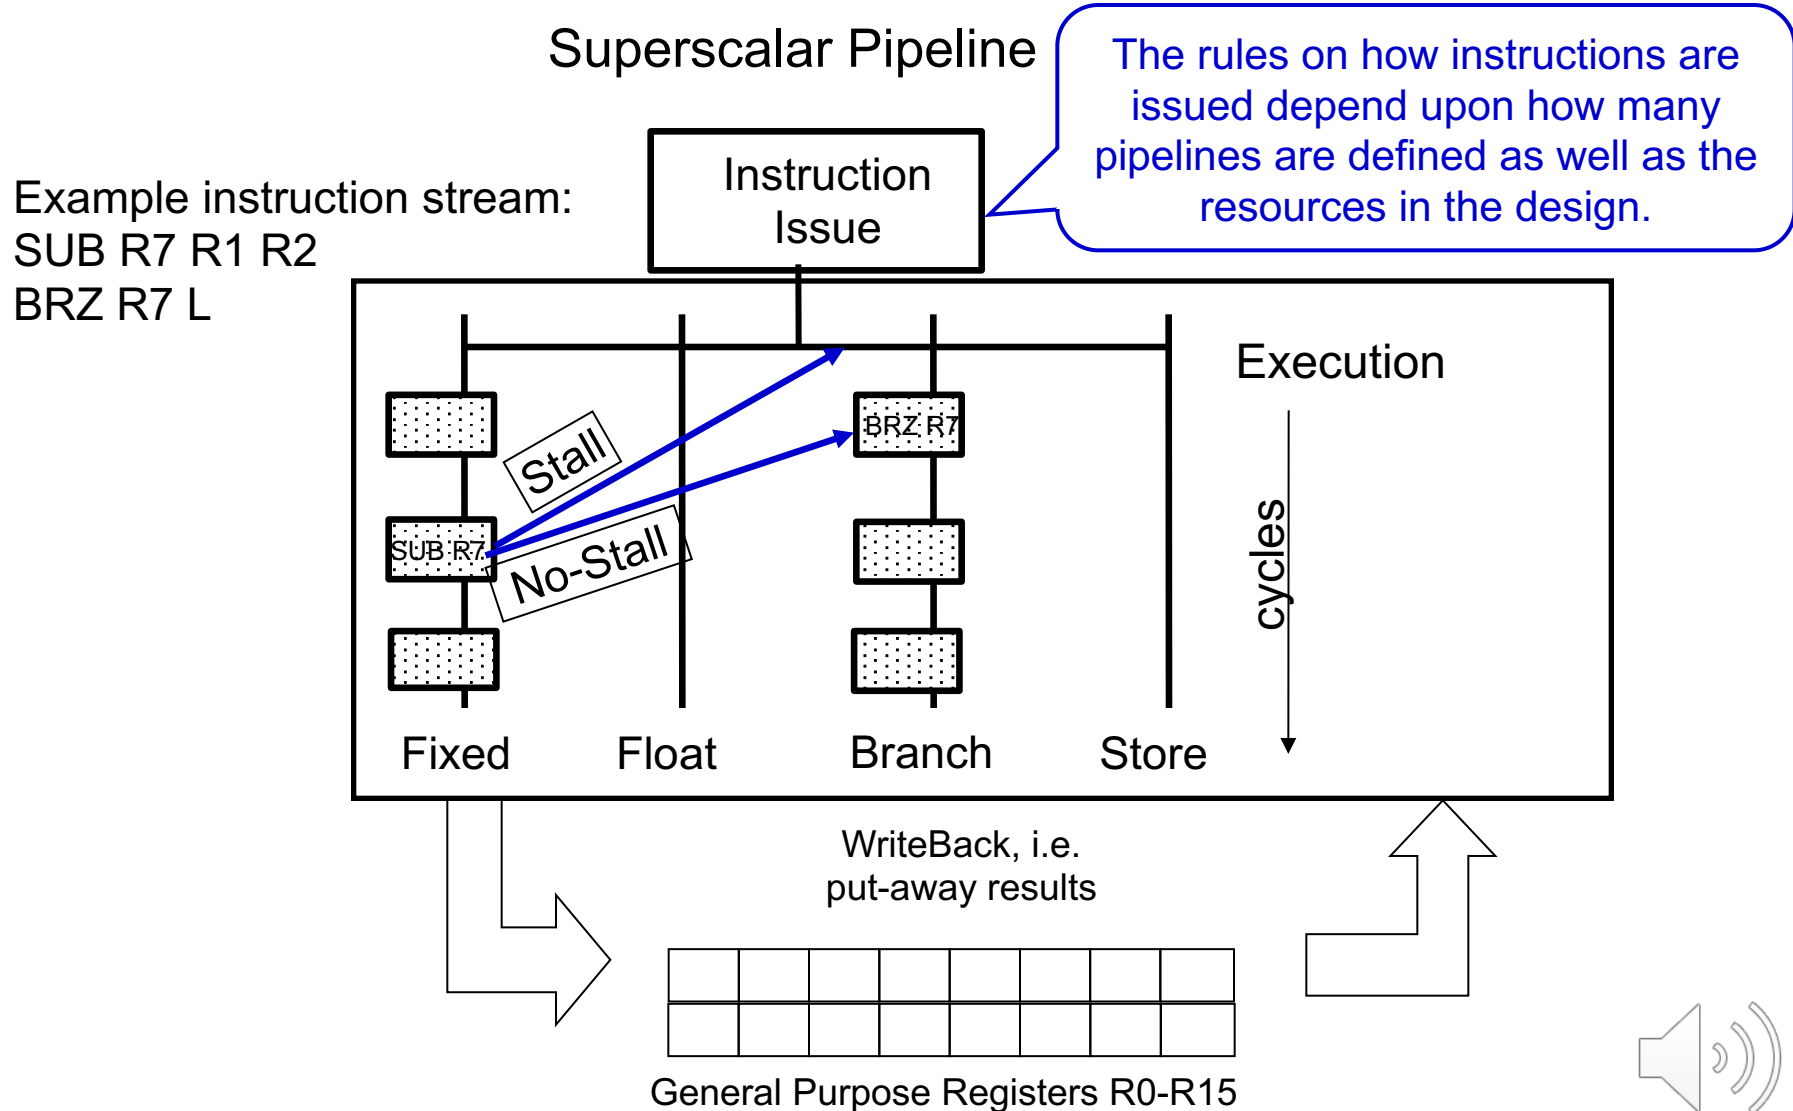 Superscalar Pipeline
The rules on how instructions are
issued depend upon how many
pipelines are defined as well as the
resources in the design.
Instruction
Issue
Example instruction stream:
SUB R7 R1 R2
BRZ R7 L
Execution
BRZ R7
Stall
SUB R7
No-Stall
cycles
Fixed
Float
Branch
Store
WriteBack, i.e.
put-away results
General Purpose Registers R0-R15